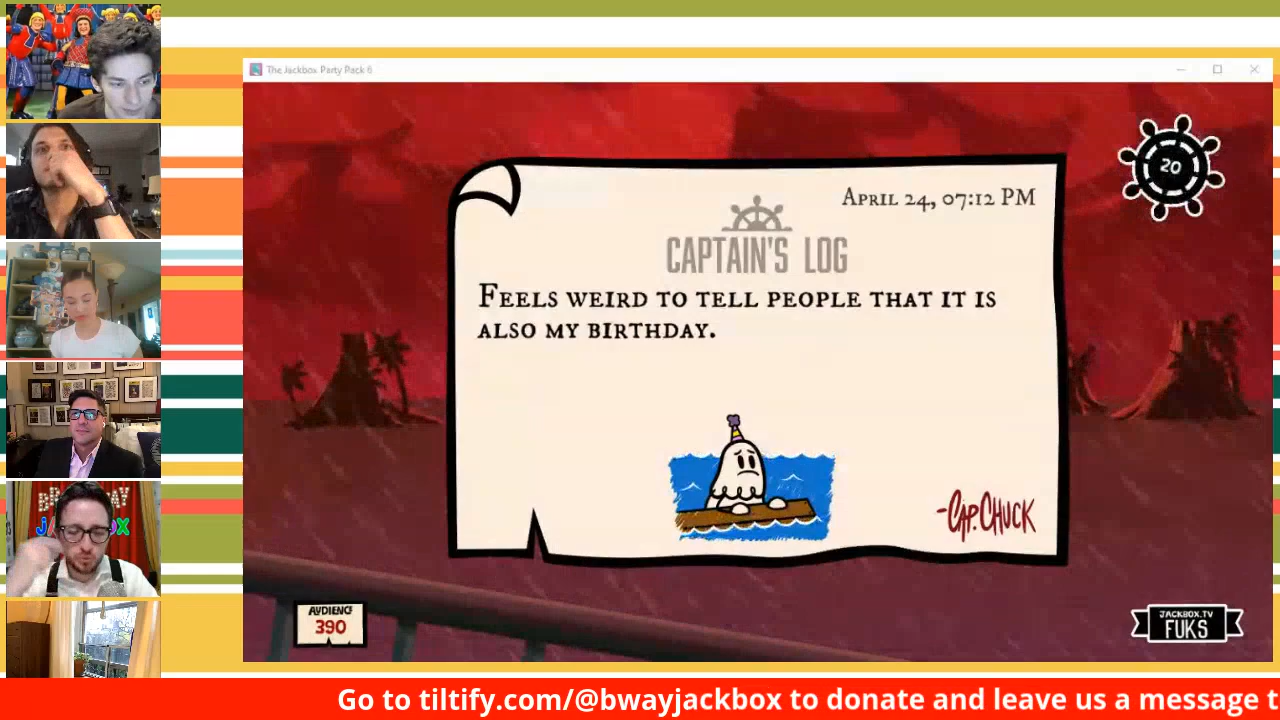 The Jackbox Party Pack 6
20
April 24, 07:12 PM
CAPTAIN'S LOG
Feels weird to tell people that it is
also my birthday.
-CAP. CHUCK
AUDIENCE
390
JACKBOX.TV
FUKS
Go to tiltify.com/@bwayjackbox to donate and leave us a message t